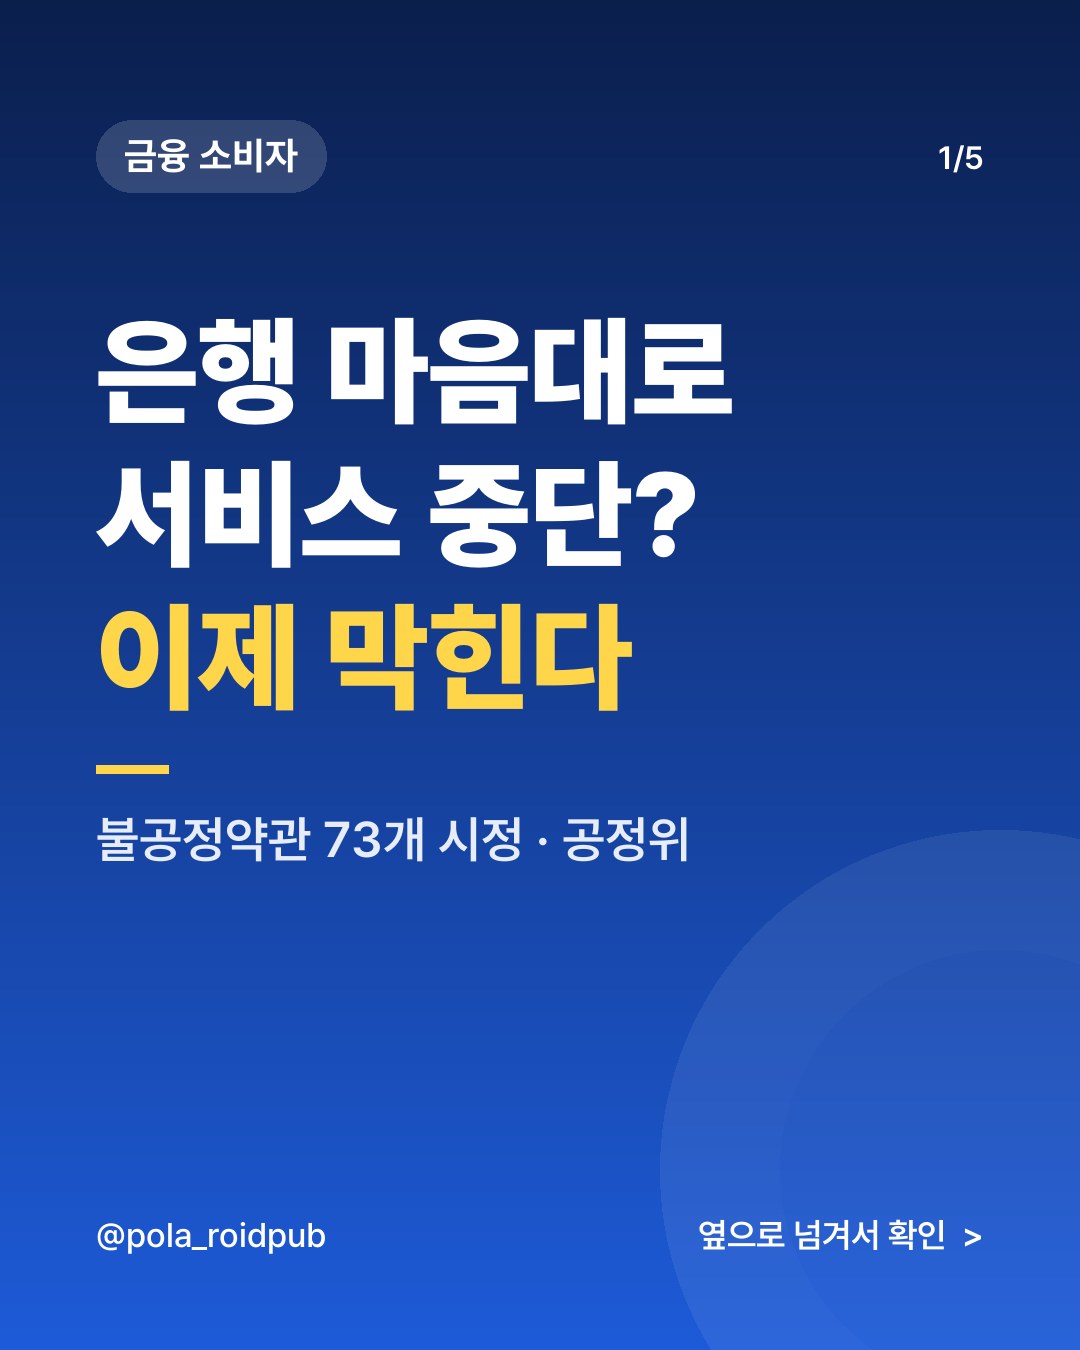 금융 소비자
1/5
은행 마음대로
서비스 중단?
이제 막힌다
불공정약관 73개 시정 · 공정위
@pola_roidpub
옆으로 넘겨서 확인 >